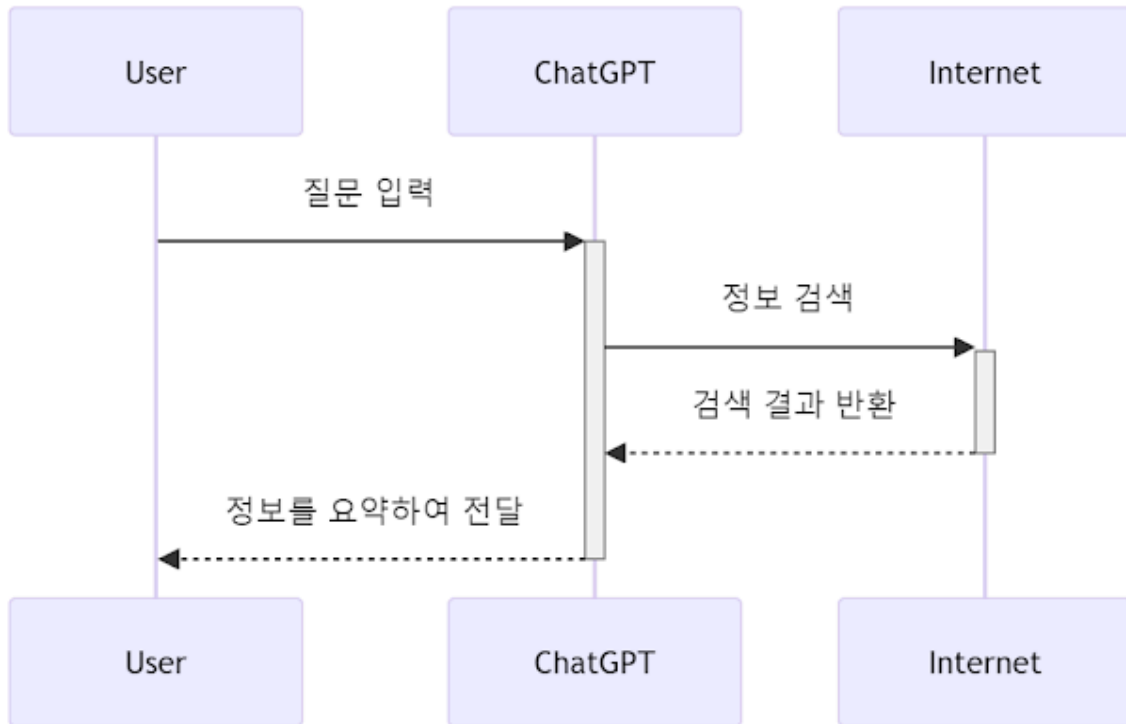 User ChatGPT Internet
질문 입력
정보 검색
검색 결과 반환
정보를 요약하여 전달
User ChatGPT Internet